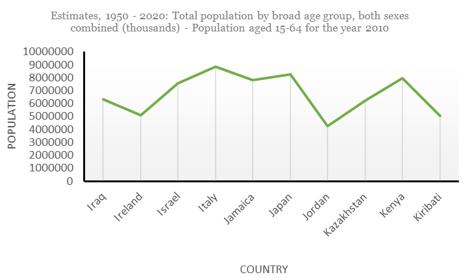 Estimates, 1950 - 2020: Total population by broad age group, both sexes
combined (thousands) - Population aged 15-64 for the year 2010
POPULATION
10000000
9000000
8000000
7000000
6000000
5000000
4000000
3000000
2000000
1000000
0
Iraq
Ireland
Israel
Italy
Jamaica
Japan
Jordan
Kazakhstan
Kenya
Kiribati
COUNTRY